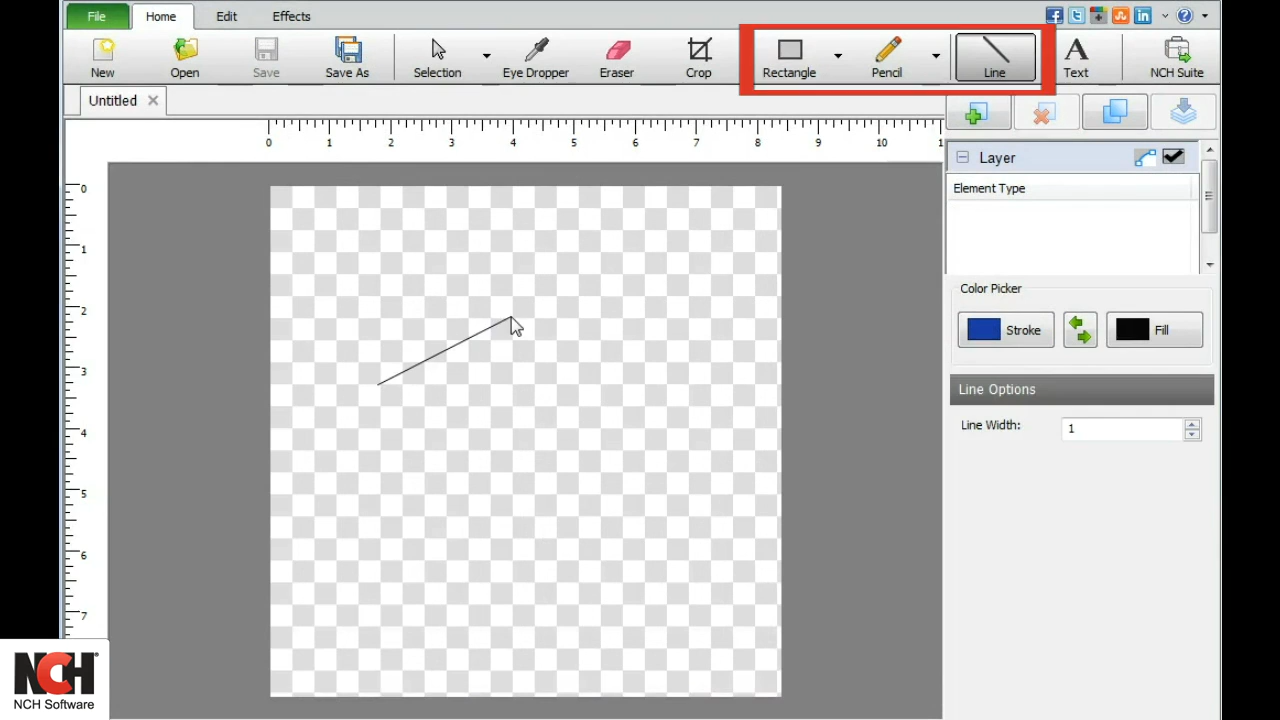 File Home Edit Effects
New Open Save Save As Selection Eye Dropper Eraser Crop Rectangle Pencil Line Text NCH Suite
Untitled
0 1 2 3 4 5 6 7 8 9 10 1
Layer
0
Element Type
1
Color Picker
2
Stroke Fill
3
Line Options
Line Width: 1
4
5
6
7
NCH®
NCH Software